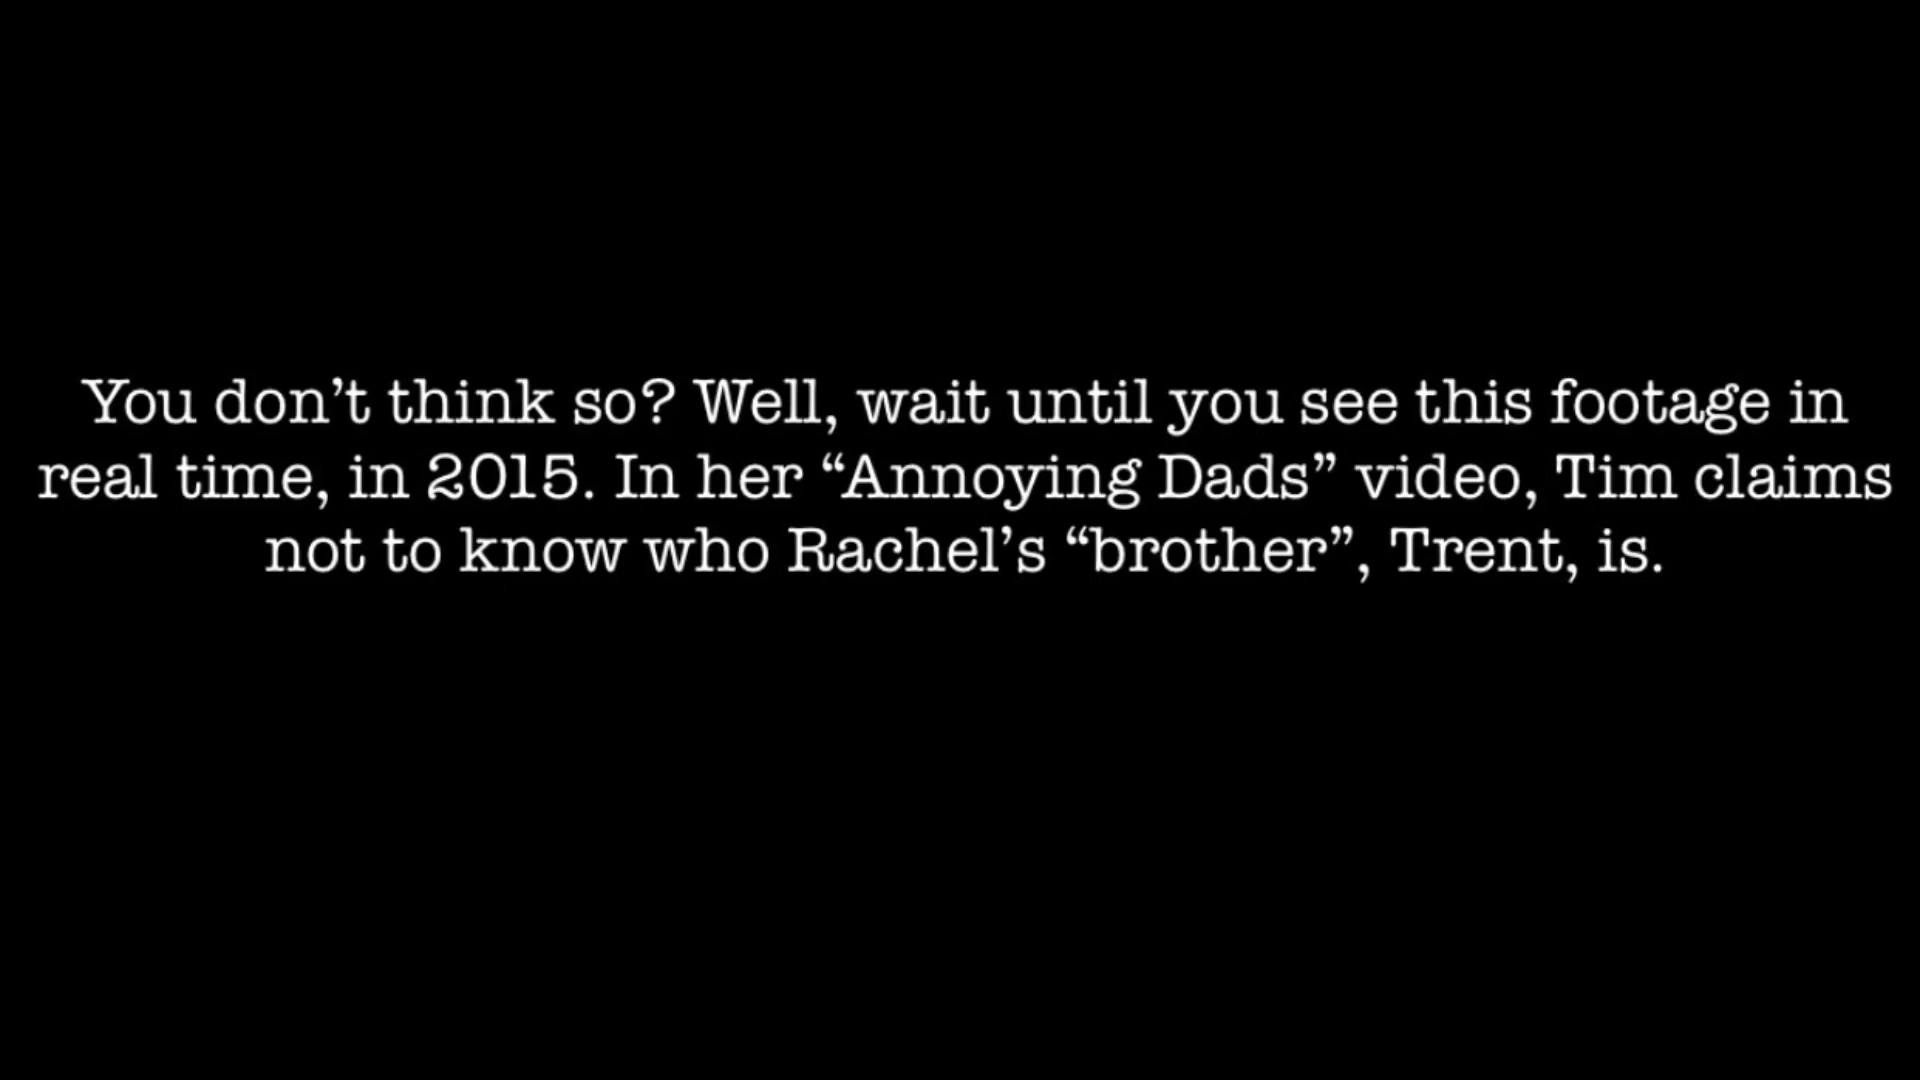 You don’t think so? Well, wait until you see this footage in
real time, in 2015. In her “Annoying Dads” video, Tim claims
not to know who Rachel’s “brother”, Trent, is.